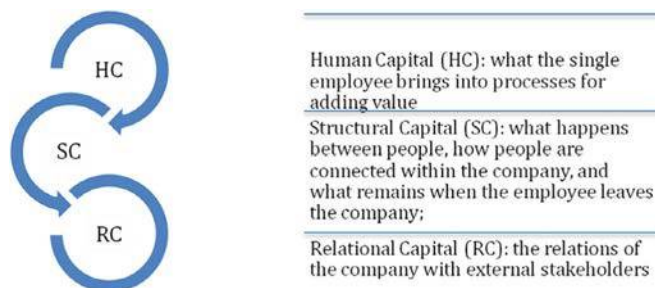 HC
SC
RC
Human Capital (HC): what the single
employee brings into processes for
adding value
Structural Capital (SC): what happens
between people, how people are
connected within the company, and
what remains when the employee leaves
the company;
Relational Capital (RC): the relations of
the company with external stakeholders